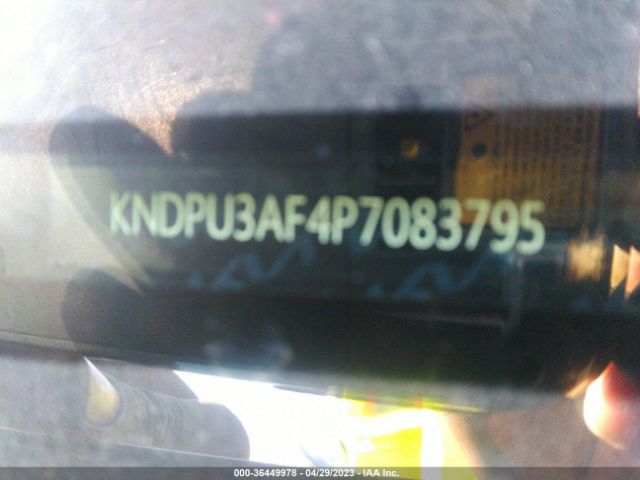 KNDPU3AF4P7083795
000-36449978 - 04/29/2023 - IAA Inc.